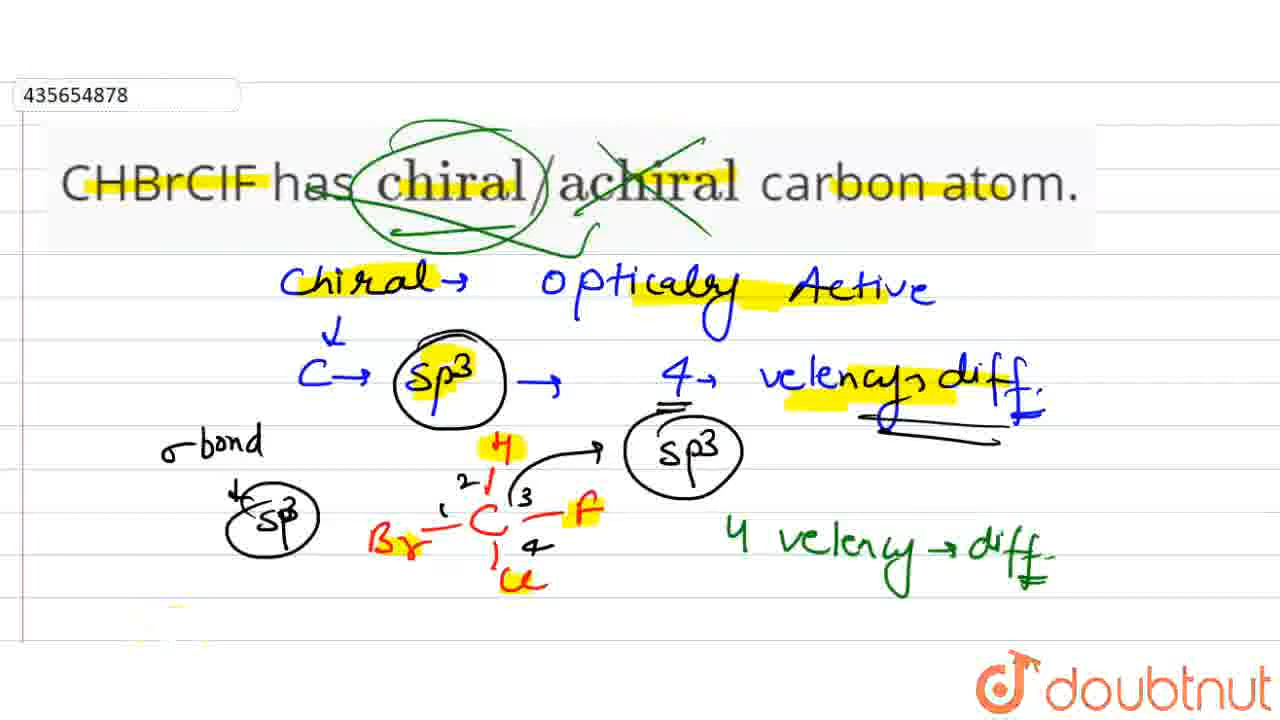 435654878
CHBrClF has chiral/achiral carbon atom.
Chiral → Optically Active
↓
C → sp³ → 4 → velency, diff.
σ-bond
↓
sp³
H
2 | 3 → sp³
Br 1 – C – F
| 4
Cl
4 velency → diff.
doubtnut